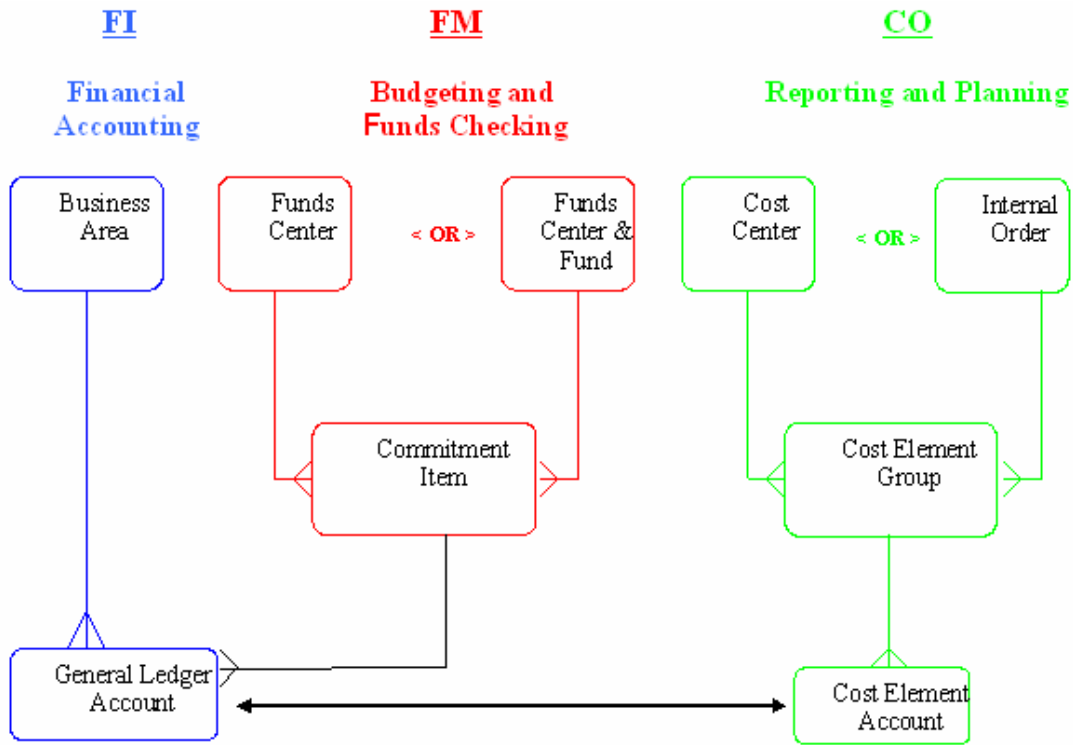 FI
Financial
Accounting
FM
Budgeting and
Funds Checking
CO
Reporting and Planning
Business
Area
Funds
Center
< OR >
Funds
Center &
Fund
Cost
Center
< OR >
Internal
Order
Commitment
Item
Cost Element
Group
General Ledger
Account
Cost Element
Account